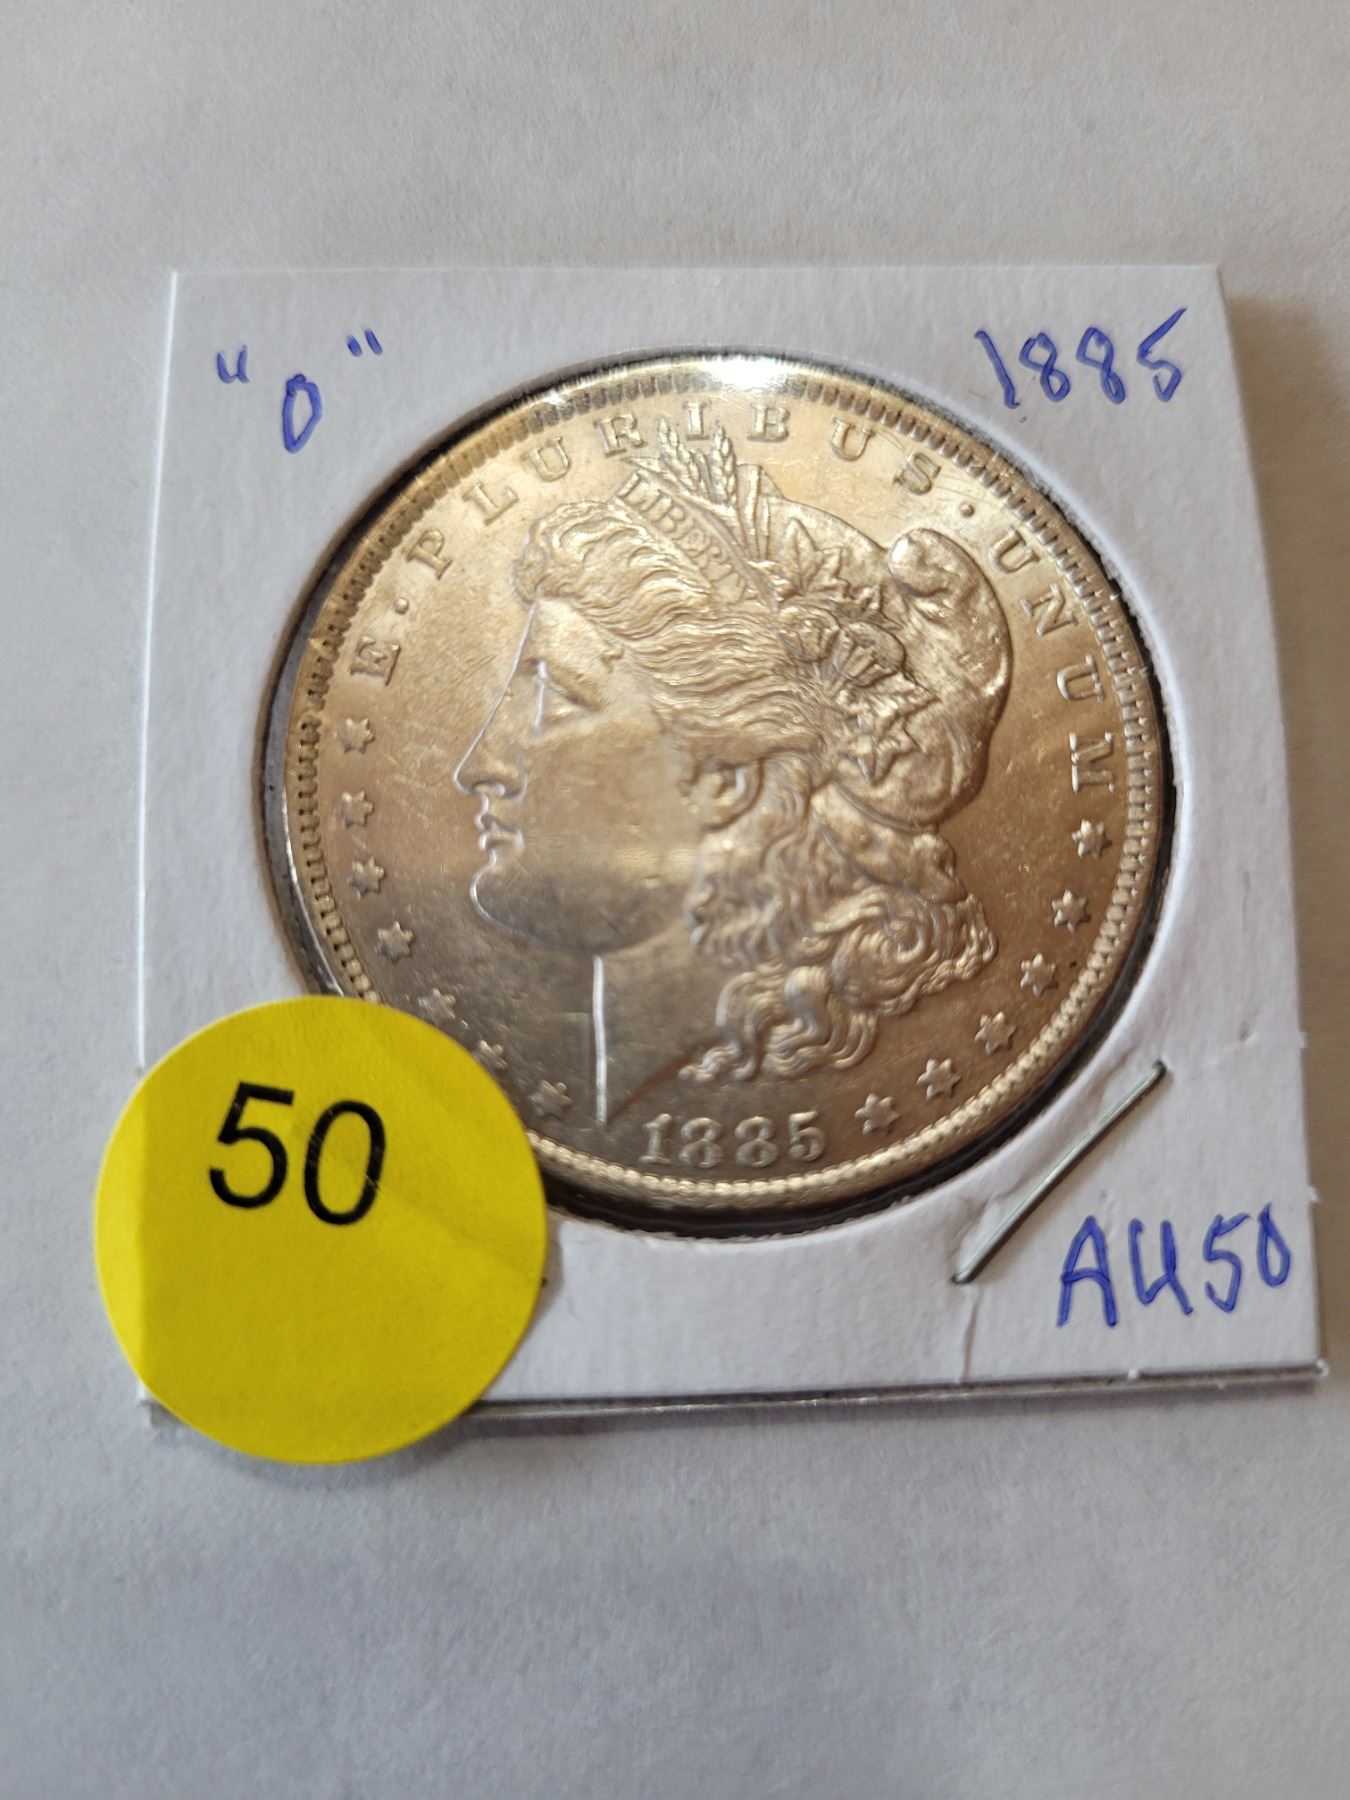 "O" 1885
E · PLURIBUS · UNUM
LIBERTY
1885
50
AU50